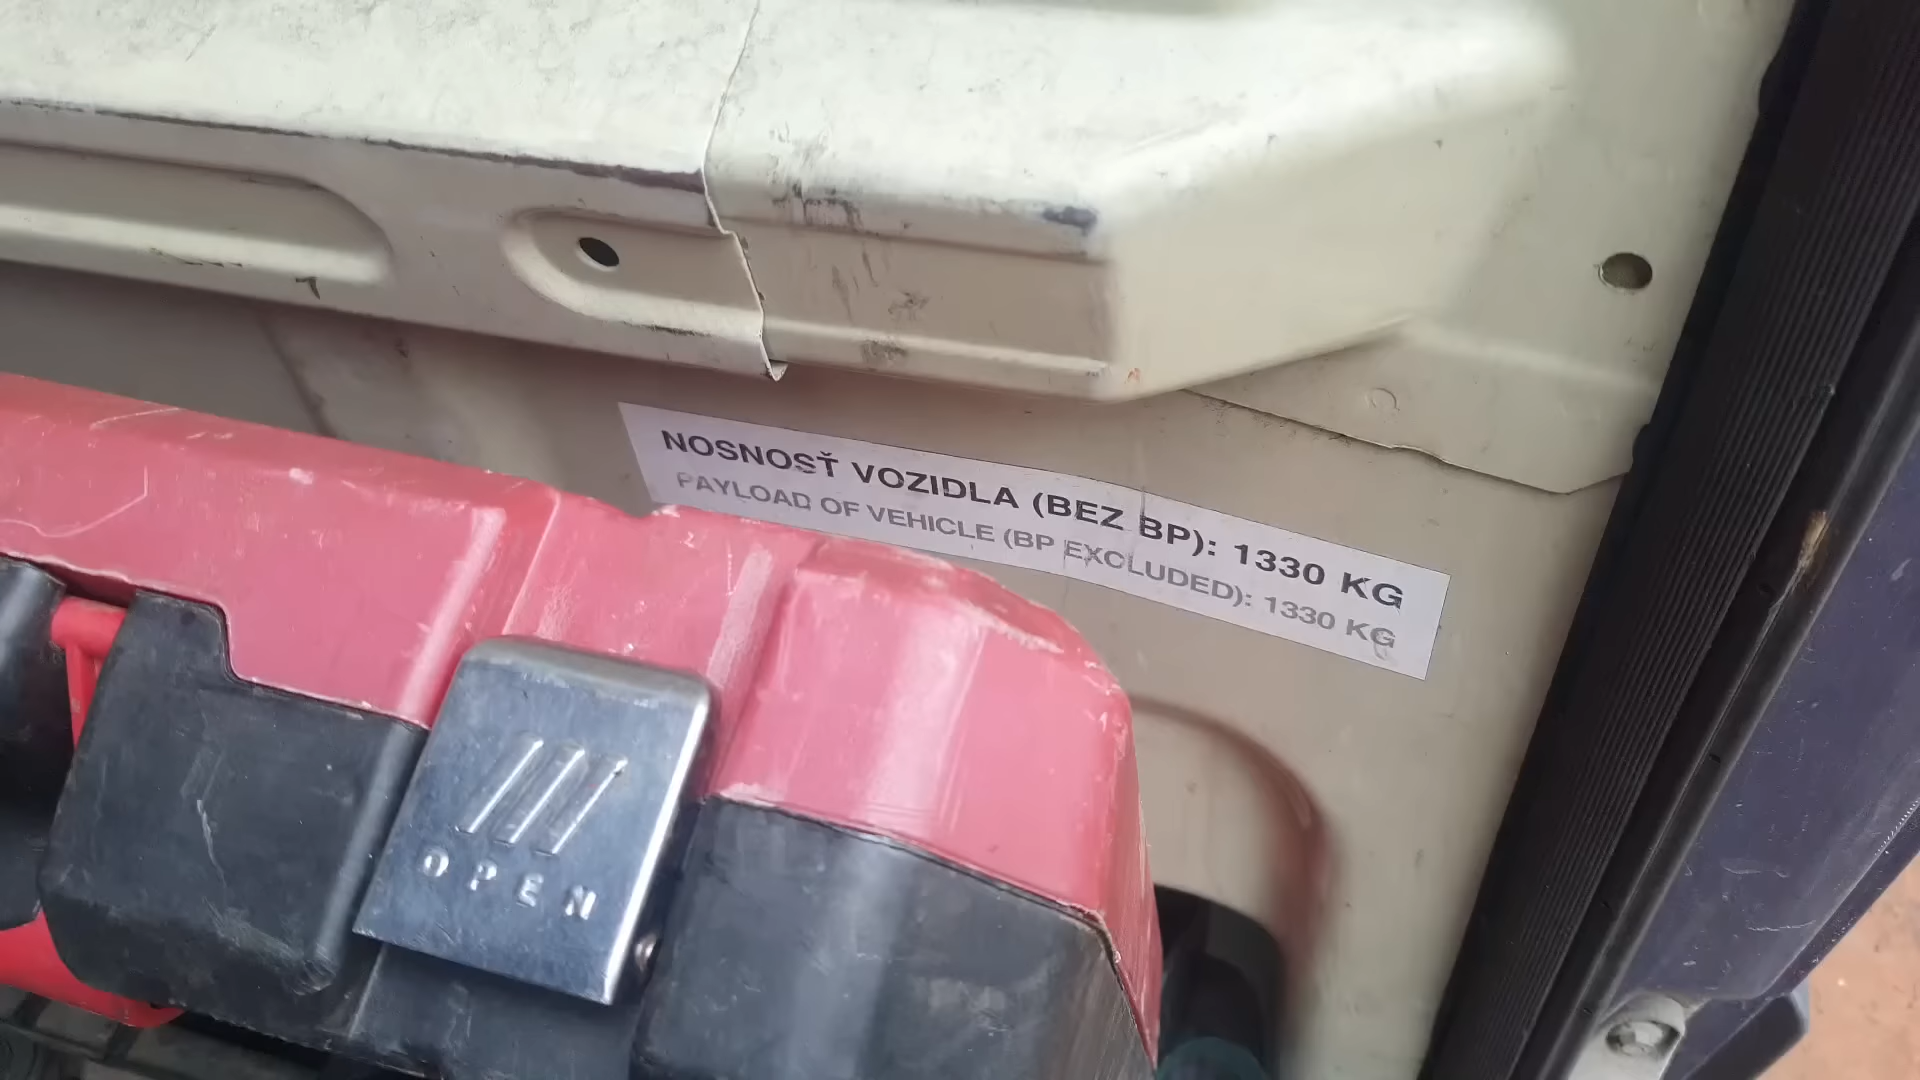 NOSNOSŤ VOZIDLA (BEZ BP): 1330 KG
PAYLOAD OF VEHICLE (BP EXCLUDED): 1330 KG
OPEN